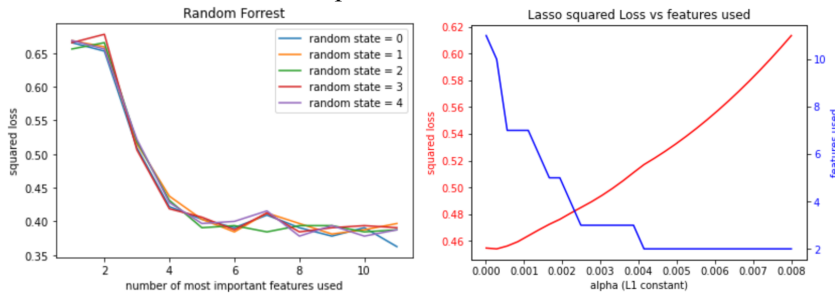 Random Forrest
0.65
0.60
0.55
0.50
0.45
0.40
0.35
squared loss
2
4
6
8
10
number of most important features used
random state = 0
random state = 1
random state = 2
random state = 3
random state = 4
Lasso squared Loss vs features used
0.62
0.60
0.58
0.56
0.54
0.52
0.50
0.48
0.46
squared loss
0.000
0.001
0.002
0.003
0.004
0.005
0.006
0.007
0.008
alpha (L1 constant)
10
8
6
4
2
features used